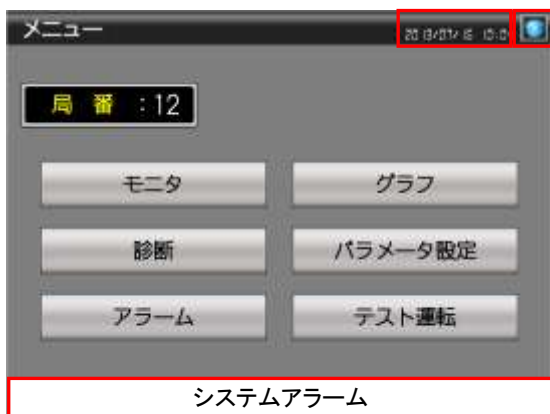 メニュー
局 番 :12
モニタ グラフ
診断 パラメータ設定
アラーム テスト運転
システムアラーム